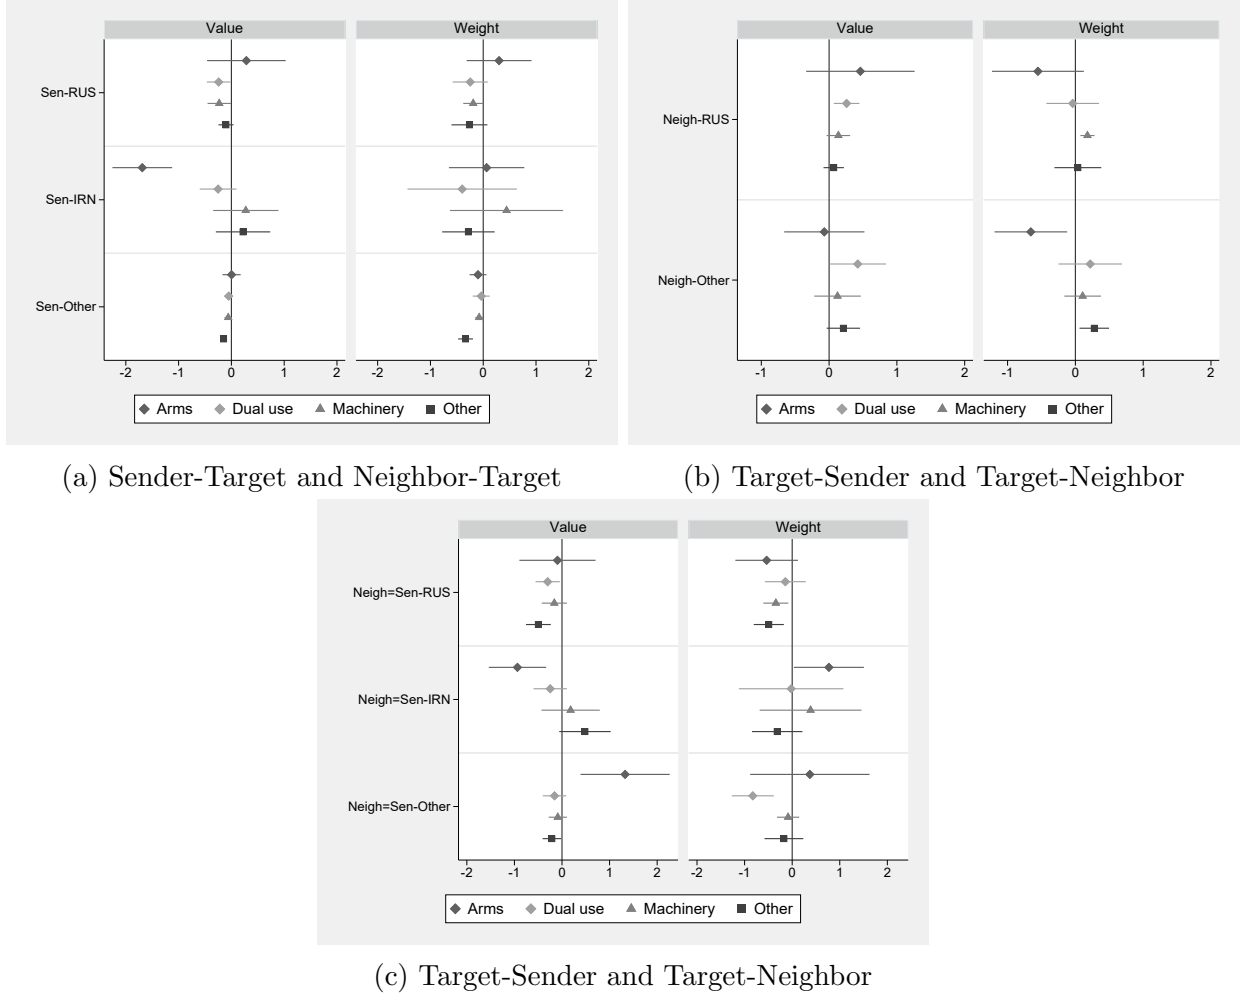 Value Weight
Sen-RUS
Sen-IRN
Sen-Other
-2 -1 0 1 2 -2 -1 0 1 2
Arms Dual use Machinery Other
(a) Sender-Target and Neighbor-Target
Value Weight
Neigh-RUS
Neigh-Other
-1 0 1 2 -1 0 1 2
Arms Dual use Machinery Other
(b) Target-Sender and Target-Neighbor
Value Weight
Neigh=Sen-RUS
Neigh=Sen-IRN
Neigh=Sen-Other
-2 -1 0 1 2 -2 -1 0 1 2
Arms Dual use Machinery Other
(c) Target-Sender and Target-Neighbor